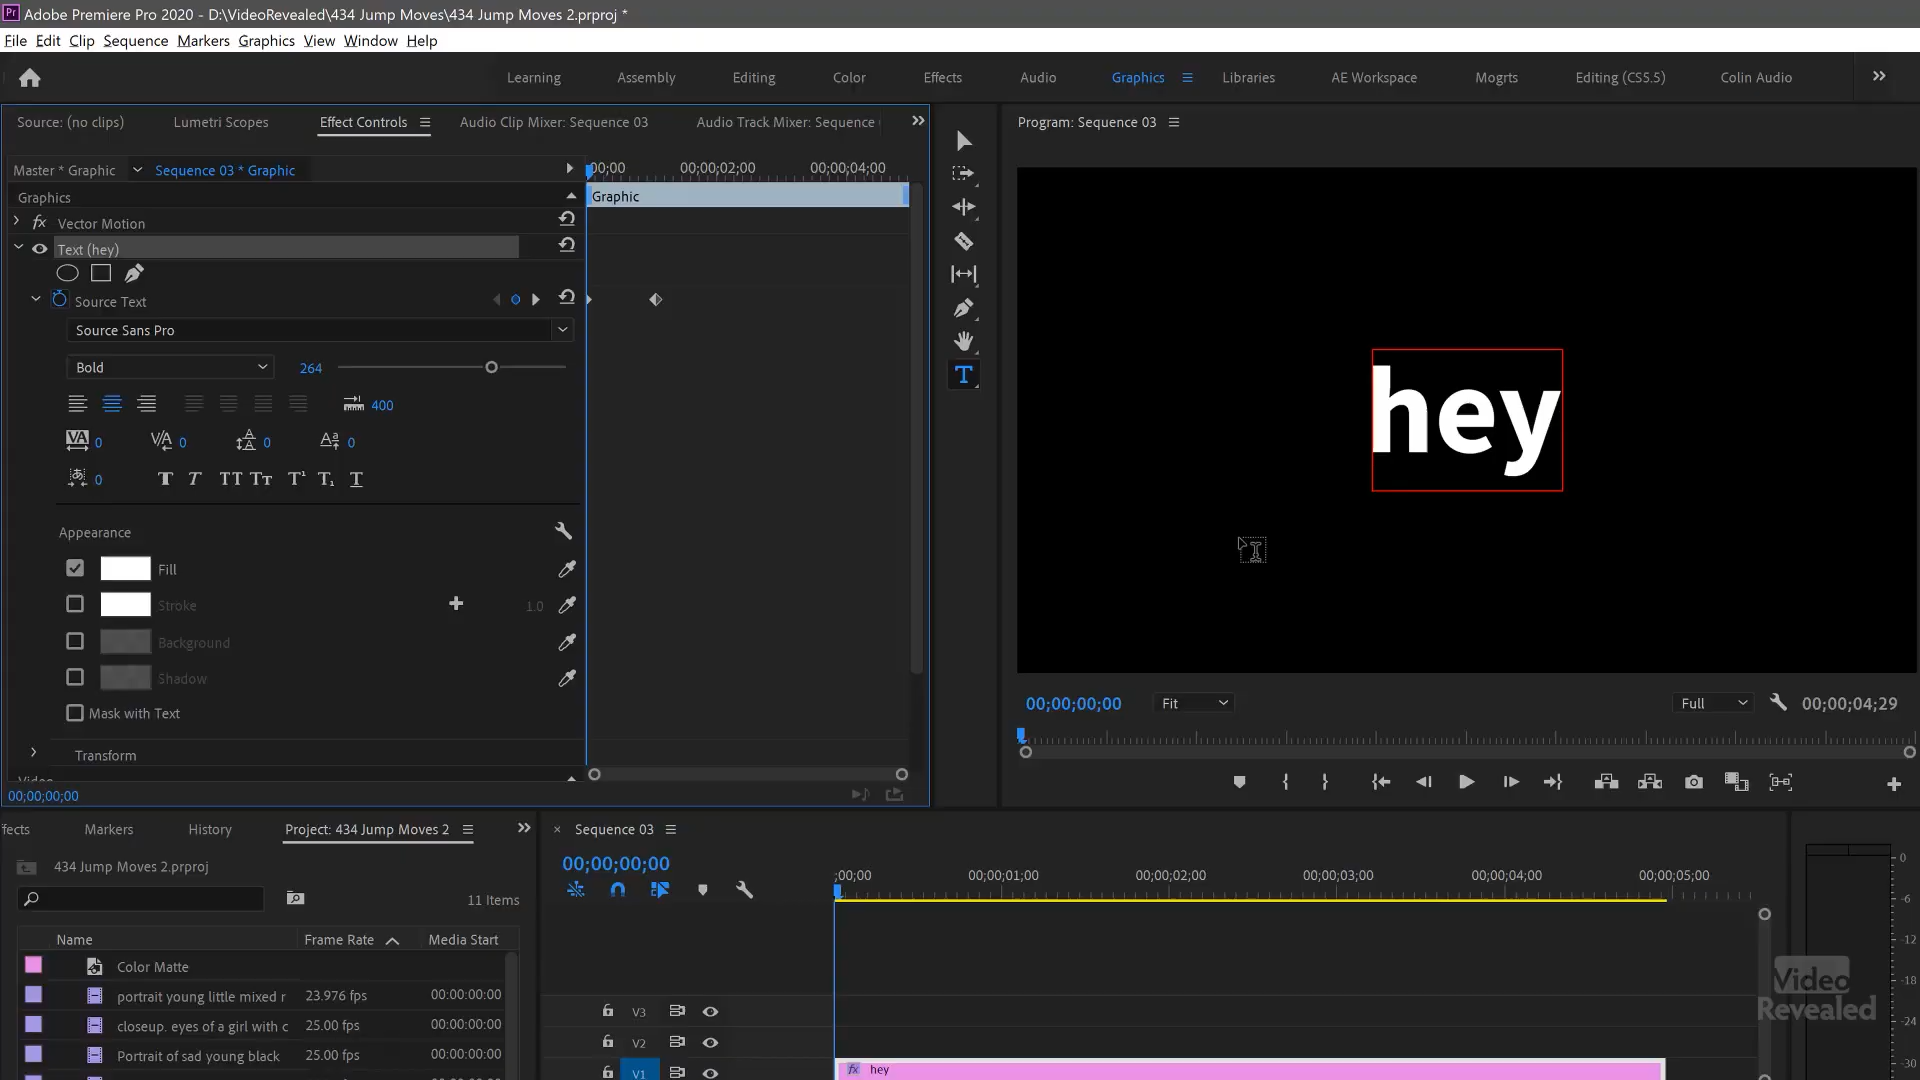 Adobe Premiere Pro 2020 - D:\VideoRevealed\434 Jump Moves\434 Jump Moves 2.prproj *
File Edit Clip Sequence Markers Graphics View Window Help
Learning Assembly Editing Color Effects Audio Graphics Libraries AE Workspace Mogrts Editing (CS5.5) Colin Audio
Source: (no clips) Lumetri Scopes Effect Controls Audio Clip Mixer: Sequence 03 Audio Track Mixer: Sequence
Program: Sequence 03
Master * Graphic Sequence 03 * Graphic
00;00 00;00;02;00 00;00;04;00
Graphics
Graphic
fx Vector Motion
Text (hey)
Source Text
Source Sans Pro
Bold 264
400
0 0 0 0
0
Appearance
Fill
Stroke 1.0
Background
Shadow
Mask with Text
Transform
Video
00;00;00;00
hey
00;00;00;00 Fit Full 00;00;04;29
ffects Markers History Project: 434 Jump Moves 2
434 Jump Moves 2.prproj
11 Items
Name Frame Rate Media Start
Color Matte
portrait young little mixed r 23.976 fps 00:00:00:00
closeup. eyes of a girl with c 25.00 fps 00:00:00:00
Portrait of sad young black 25.00 fps 00:00:00:00
Sequence 03
00;00;00;00
;00;00 00;00;01;00 00;00;02;00 00;00;03;00 00;00;04;00 00;00;05;00
V3
V2
V1
fx hey
0
-6
-12
-18
-24
-30
Video
Revealed